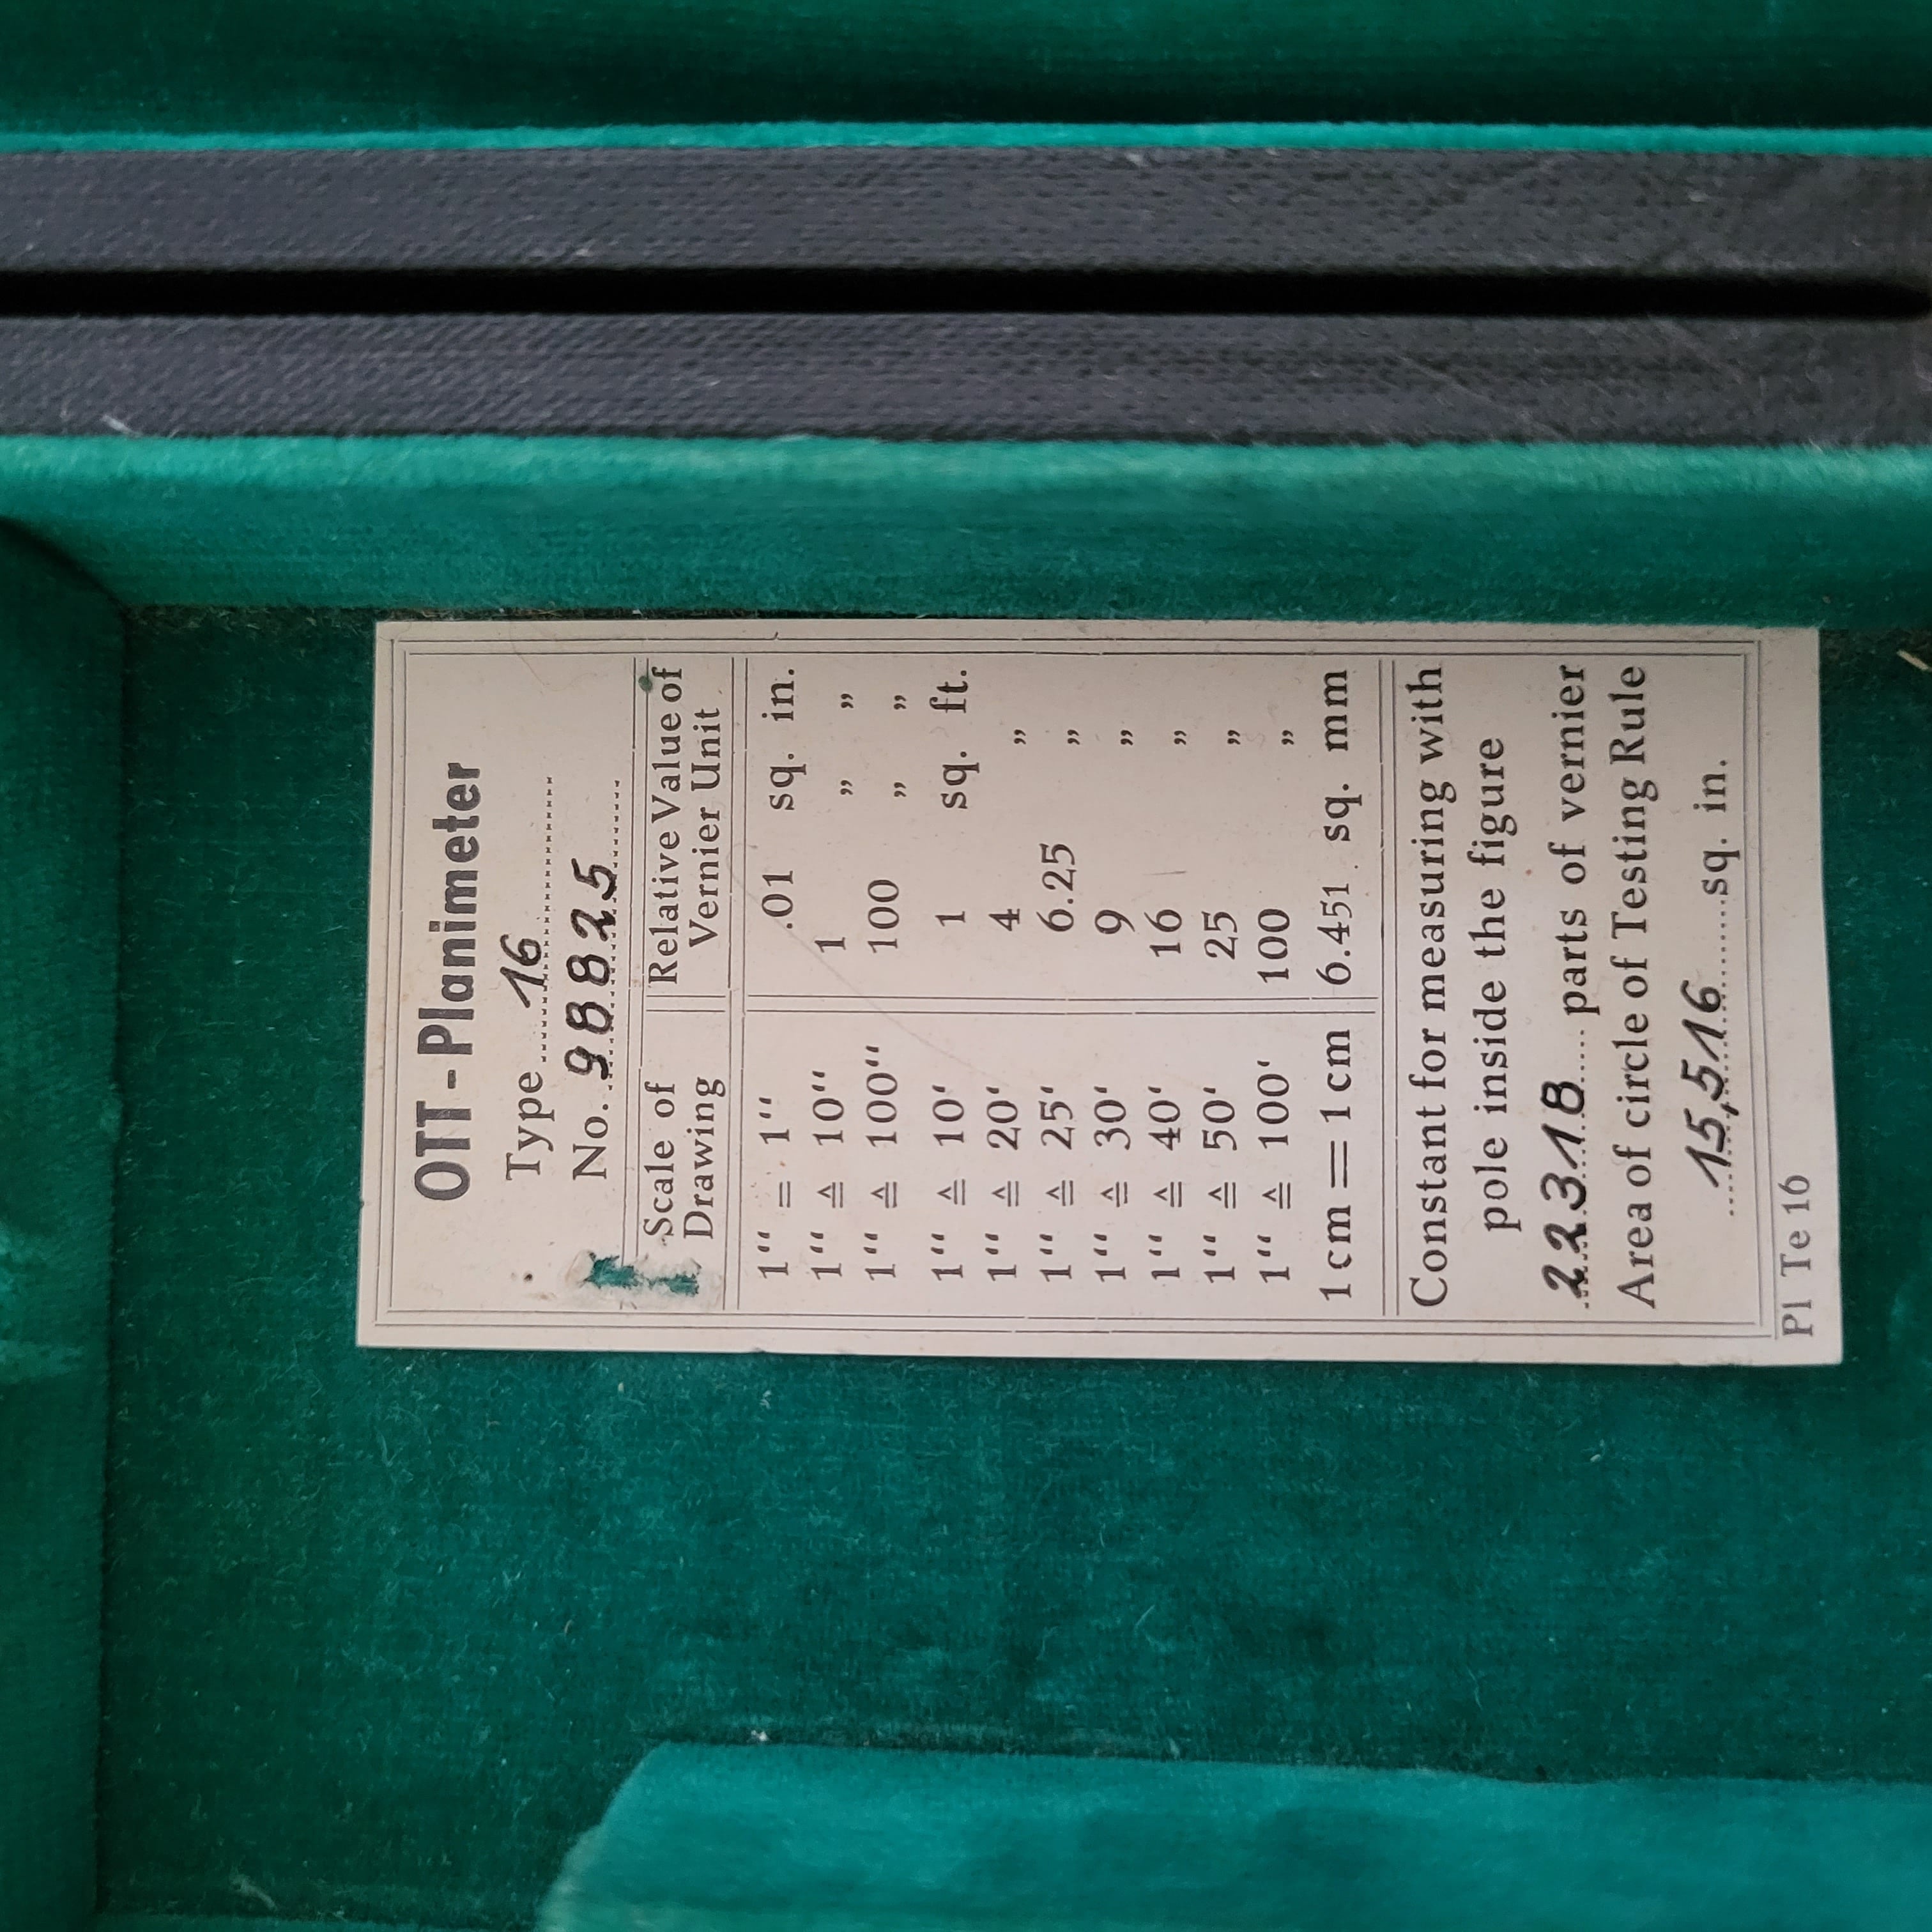 OTT-Planimeter
Type 16
No. 98825
Scale of Drawing | Relative Value of Vernier Unit
1" = 1" | .01 sq. in.
1" ≙ 10" | 1 " "
1" ≙ 100" | 100 " "
1" ≙ 10' | 1 sq. ft.
1" ≙ 20' | 4 "
1" ≙ 25' | 6.25 "
1" ≙ 30' | 9 "
1" ≙ 40' | 16 "
1" ≙ 50' | 25 "
1" ≙ 100' | 100 "
1 cm = 1 cm | 6.451 sq. mm
Constant for measuring with
pole inside the figure
22318 parts of vernier
Area of circle of Testing Rule
15,516 sq. in.
Pl Te 16